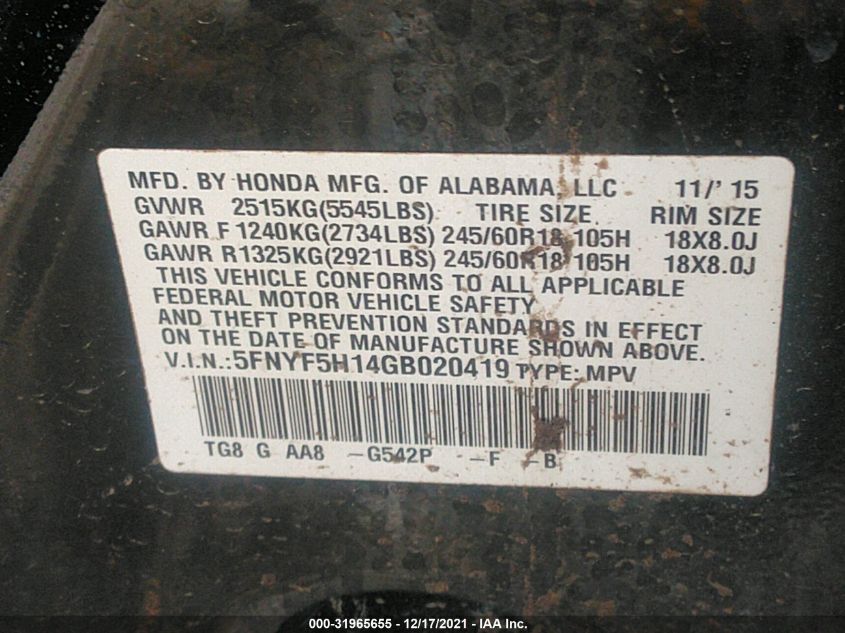 MFD. BY HONDA MFG. OF ALABAMA, LLC 11/'15
GVWR 2515KG(5545LBS) TIRE SIZE RIM SIZE
GAWR F 1240KG(2734LBS) 245/60R18 105H 18X8.0J
GAWR R1325KG(2921LBS) 245/60R18 105H 18X8.0J
THIS VEHICLE CONFORMS TO ALL APPLICABLE
FEDERAL MOTOR VEHICLE SAFETY
AND THEFT PREVENTION STANDARDS IN EFFECT
ON THE DATE OF MANUFACTURE SHOWN ABOVE.
V.I.N.:5FNYF5H14GB020419 TYPE: MPV
TG8 G AA8 -G542P -F -B
000-31965655 - 12/17/2021 - IAA Inc.